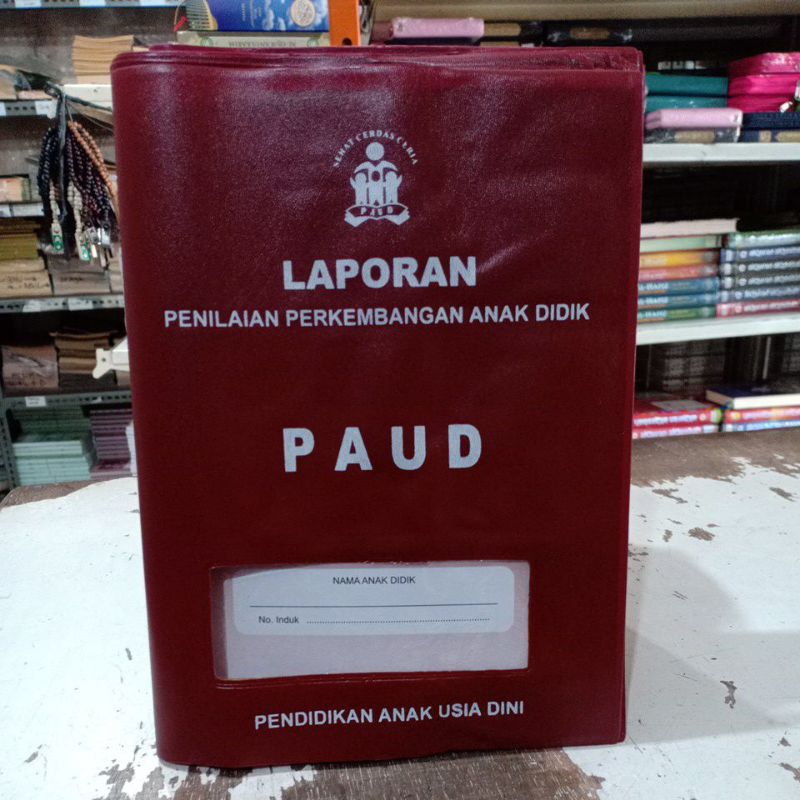 SEHAT CERDAS CERIA
PAUD
LAPORAN
PENILAIAN PERKEMBANGAN ANAK DIDIK
PAUD
NAMA ANAK DIDIK
No. Induk
PENDIDIKAN ANAK USIA DINI